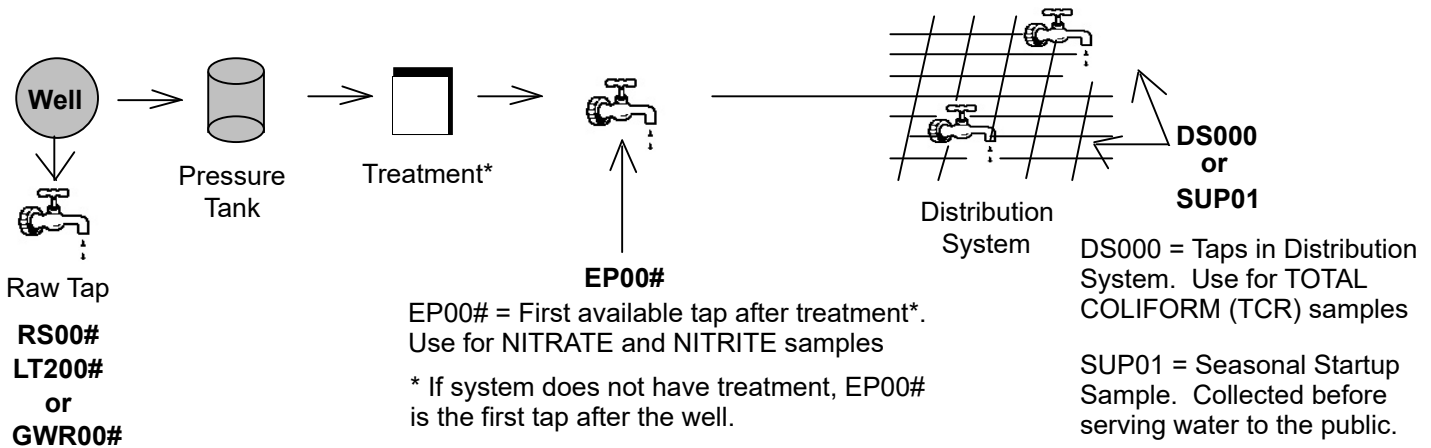 Well
Raw Tap
RS00#
LT200#
or
GWR00#
Pressure
Tank
Treatment*
EP00#
EP00# = First available tap after treatment*.
Use for NITRATE and NITRITE samples
* If system does not have treatment, EP00#
is the first tap after the well.
Distribution
System
DS000
or
SUP01
DS000 = Taps in Distribution
System. Use for TOTAL
COLIFORM (TCR) samples
SUP01 = Seasonal Startup
Sample. Collected before
serving water to the public.